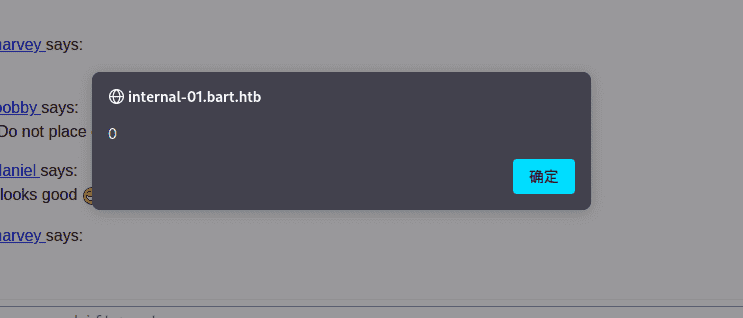 harvey says:
internal-01.bart.htb
bobby says:
Do not place
0
daniel says:
looks good
确定
harvey says: